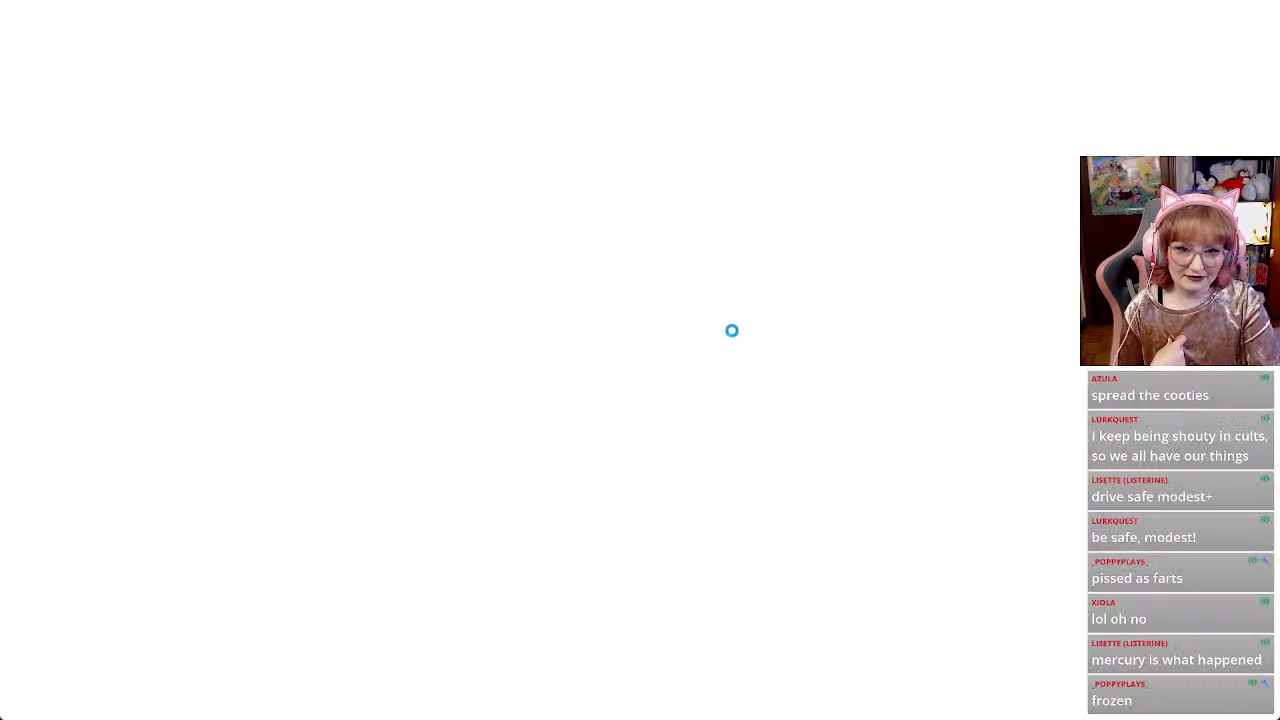 AZULA
spread the cooties
LURKQUEST
I keep being shouty in cults,
so we all have our things
LISETTE (LISTERINE)
drive safe modest+
LURKQUEST
be safe, modest!
_POPPYPLAYS_
pissed as farts
XIOLA
lol oh no
LISETTE (LISTERINE)
mercury is what happened
_POPPYPLAYS_
frozen